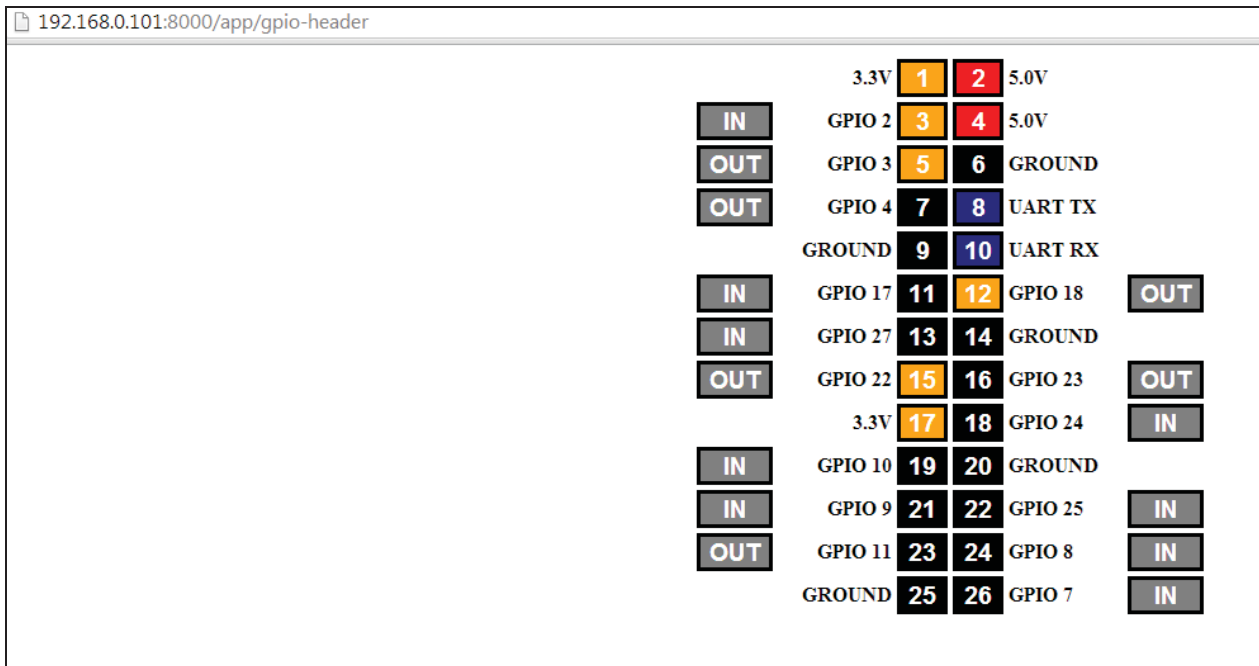 192.168.0.101:8000/app/gpio-header
3.3V 1 2 5.0V
IN GPIO 2 3 4 5.0V
OUT GPIO 3 5 6 GROUND
OUT GPIO 4 7 8 UART TX
GROUND 9 10 UART RX
IN GPIO 17 11 12 GPIO 18 OUT
IN GPIO 27 13 14 GROUND
OUT GPIO 22 15 16 GPIO 23 OUT
3.3V 17 18 GPIO 24 IN
IN GPIO 10 19 20 GROUND
IN GPIO 9 21 22 GPIO 25 IN
OUT GPIO 11 23 24 GPIO 8 IN
GROUND 25 26 GPIO 7 IN